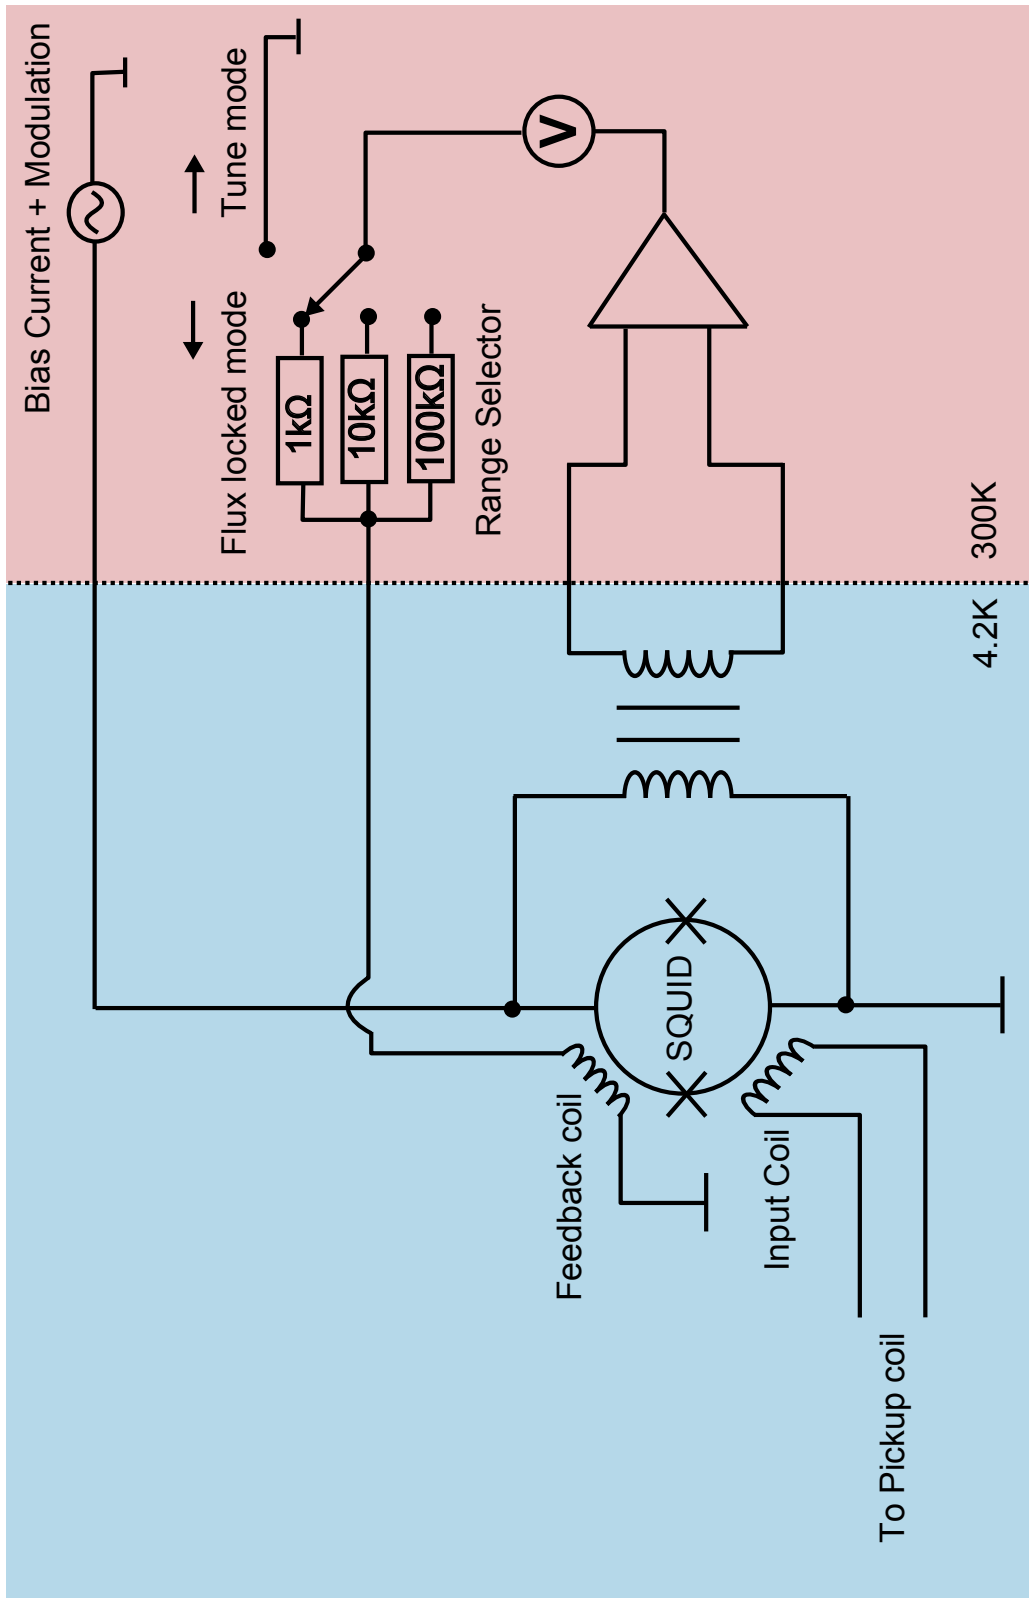 Bias Current + Modulation
Flux locked mode
Tune mode
1kΩ
10kΩ
100kΩ
Range Selector
V
4.2K
300K
SQUID
Feedback coil
Input Coil
To Pickup coil